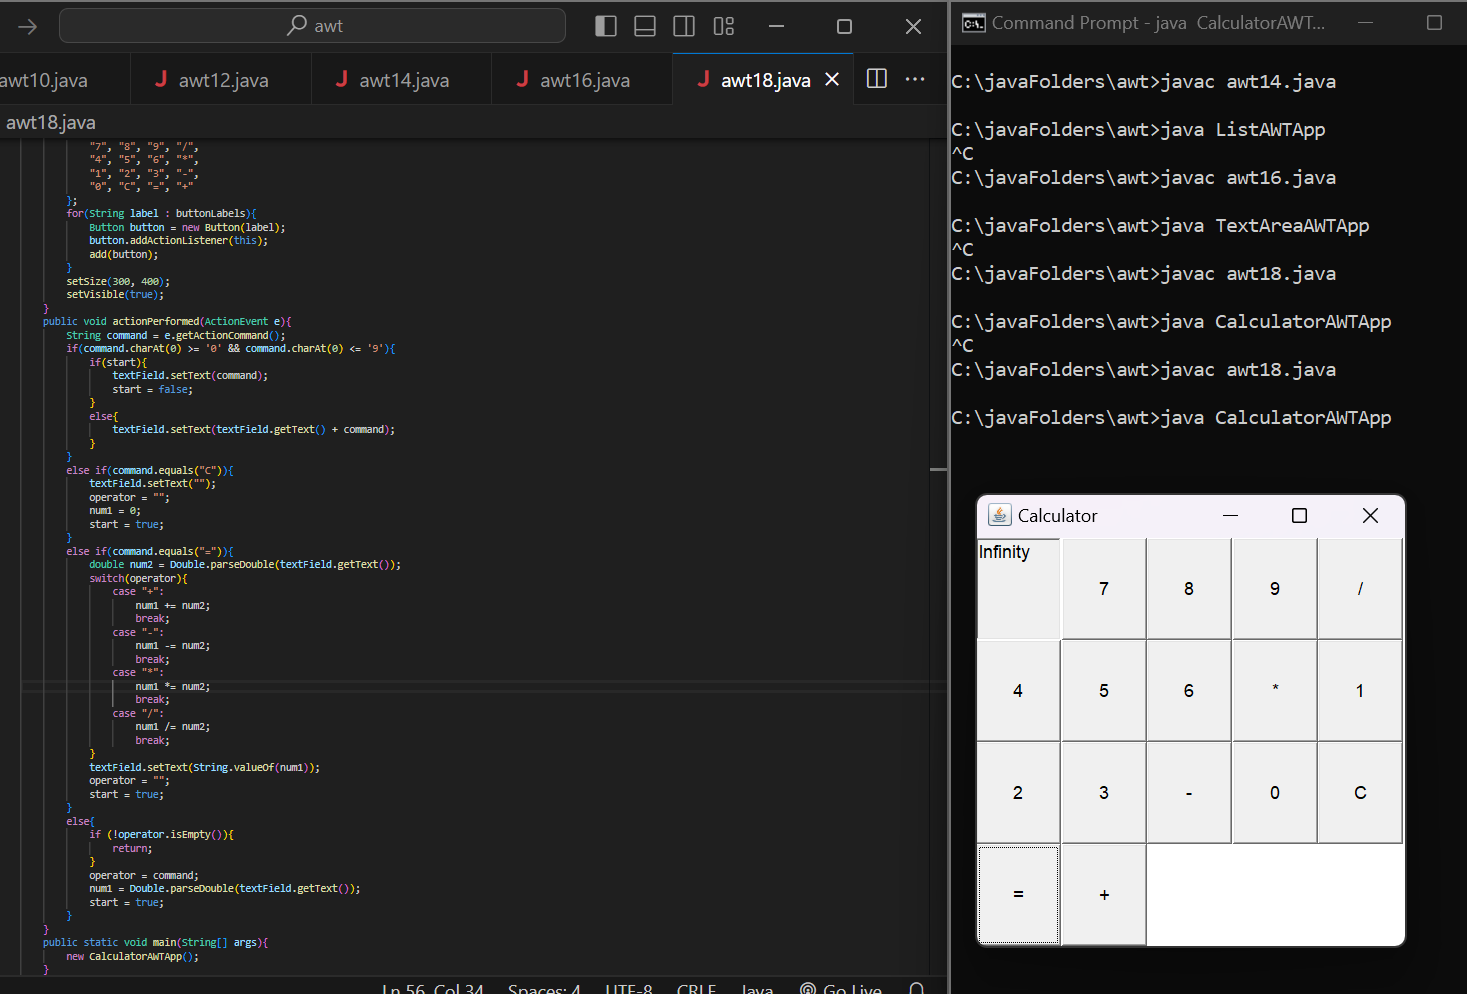 awt
awt10.java
awt12.java
awt14.java
awt16.java
awt18.java
awt18.java
"7", "8", "9", "/",
"4", "5", "6", "*",
"1", "2", "3", "-",
"0", "C", "=", "+"
};
for(String label : buttonLabels){
Button button = new Button(label);
button.addActionListener(this);
add(button);
}
setSize(300, 400);
setVisible(true);
}
public void actionPerformed(ActionEvent e){
String command = e.getActionCommand();
if(command.charAt(0) >= '0' && command.charAt(0) <= '9'){
if(start){
textField.setText(command);
start = false;
}
else{
textField.setText(textField.getText() + command);
}
}
else if(command.equals("C")){
textField.setText("");
operator = "";
num1 = 0;
start = true;
}
else if(command.equals("=")){
double num2 = Double.parseDouble(textField.getText());
switch(operator){
case "+":
num1 += num2;
break;
case "-":
num1 -= num2;
break;
case "*":
num1 *= num2;
break;
case "/":
num1 /= num2;
break;
}
textField.setText(String.valueOf(num1));
operator = "";
start = true;
}
else{
if (!operator.isEmpty()){
return;
}
operator = command;
num1 = Double.parseDouble(textField.getText());
start = true;
}
}
public static void main(String[] args){
new CalculatorAWTApp();
}
Ln 56, Col 34 Spaces: 4 UTF-8 CRLF Java Go Live
Command Prompt - java CalculatorAWT...
C:\javaFolders\awt>javac awt14.java
C:\javaFolders\awt>java ListAWTApp
^C
C:\javaFolders\awt>javac awt16.java
C:\javaFolders\awt>java TextAreaAWTApp
^C
C:\javaFolders\awt>javac awt18.java
C:\javaFolders\awt>java CalculatorAWTApp
^C
C:\javaFolders\awt>javac awt18.java
C:\javaFolders\awt>java CalculatorAWTApp
Calculator
Infinity 7 8 9 /
4 5 6 * 1
2 3 - 0 C
= +